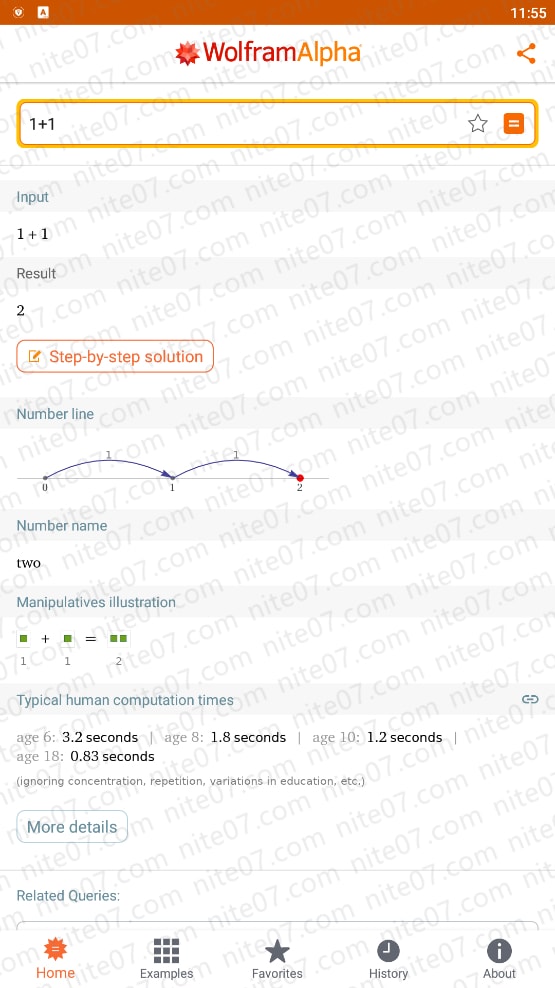 11:55
WolframAlpha
1+1
Input
1 + 1
Result
2
Step-by-step solution
Number line
1 1
0 1 2
Number name
two
Manipulatives illustration
+ =
1 1 2
Typical human computation times
age 6: 3.2 seconds | age 8: 1.8 seconds | age 10: 1.2 seconds |
age 18: 0.83 seconds
(ignoring concentration, repetition, variations in education, etc.)
More details
Related Queries:
Home Examples Favorites History About
nite07.com